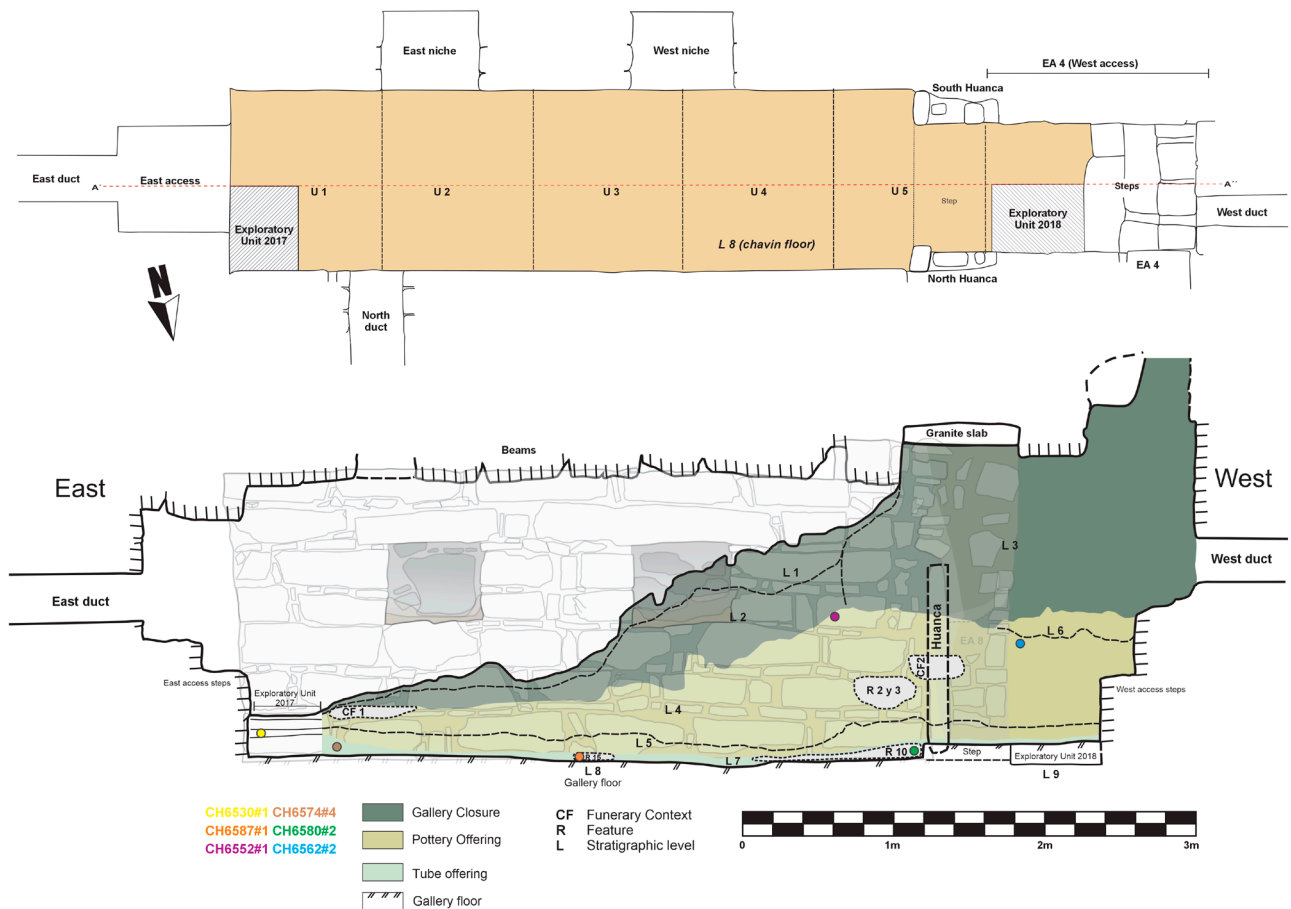 East niche
West niche
EA 4 (West access)
South Huanca
East duct
East access
A´
U 1
U 2
U 3
U 4
U 5
Step
Steps
A´´
West duct
Exploratory
Unit 2017
Exploratory
Unit 2018
L 8 (chavin floor)
North Huanca
EA 4
N
North
duct
Granite slab
Beams
East
West
L 1
L 3
West duct
East duct
L 2
Huanca
L 6
EA 8
CF2
East access steps
Exploratory Unit
2017
CF 1
R 2 y 3
West access steps
L 4
L 5
R 10
Step
Exploratory Unit 2018
L 7
L 8
L 9
Gallery floor
CH6530#1 CH6574#4
CH6587#1 CH6580#2
CH6552#1 CH6562#2
Gallery Closure
Pottery Offering
Tube offering
Gallery floor
CF Funerary Context
R Feature
L Stratigraphic level
0 1m 2m 3m